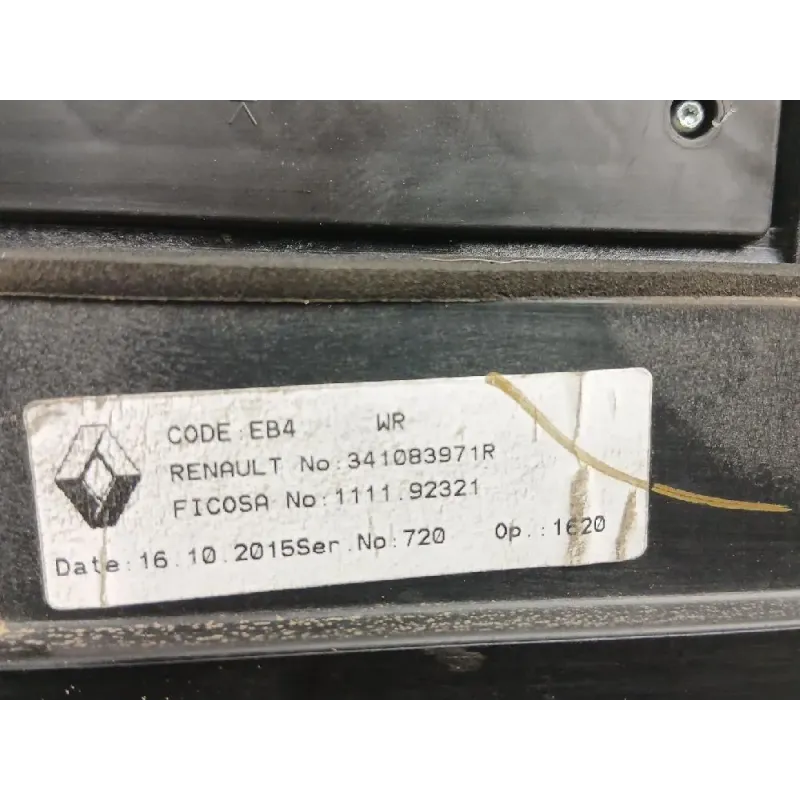 CODE:EB4 WR
RENAULT No:341083971R
FICOSA No:1111.92321
Date:16.10.2015Ser.No:720 Op.:1620